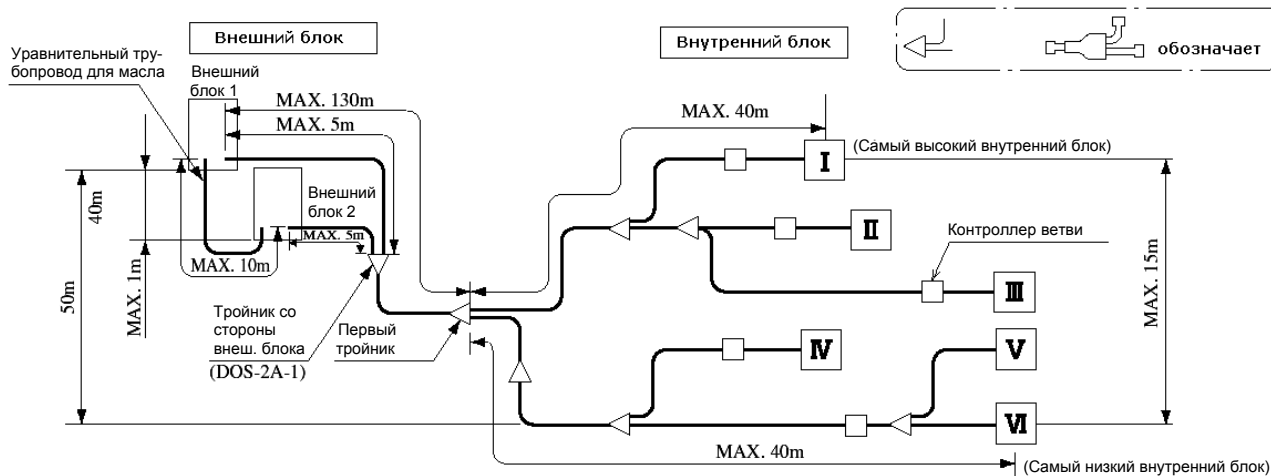 Внешний блок
Внутренний блок
обозначает
Уравнительный тру-
бопровод для масла
Внешний
блок 1
MAX. 130m
MAX. 5m
MAX. 40m
I
(Самый высокий внутренний блок)
40m
Внешний
блок 2
MAX. 5m
II
Контроллер ветви
MAX. 10m
MAX. 1m
50m
III
MAX. 15m
Тройник со
стороны
внеш. блока
(DOS-2A-1)
Первый
тройник
IV
V
VI
MAX. 40m
(Самый низкий внутренний блок)